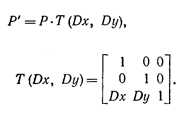 P' = P · T (Dx, Dy),
T (Dx, Dy) = [ 1 0 0
0 1 0
Dx Dy 1 ].